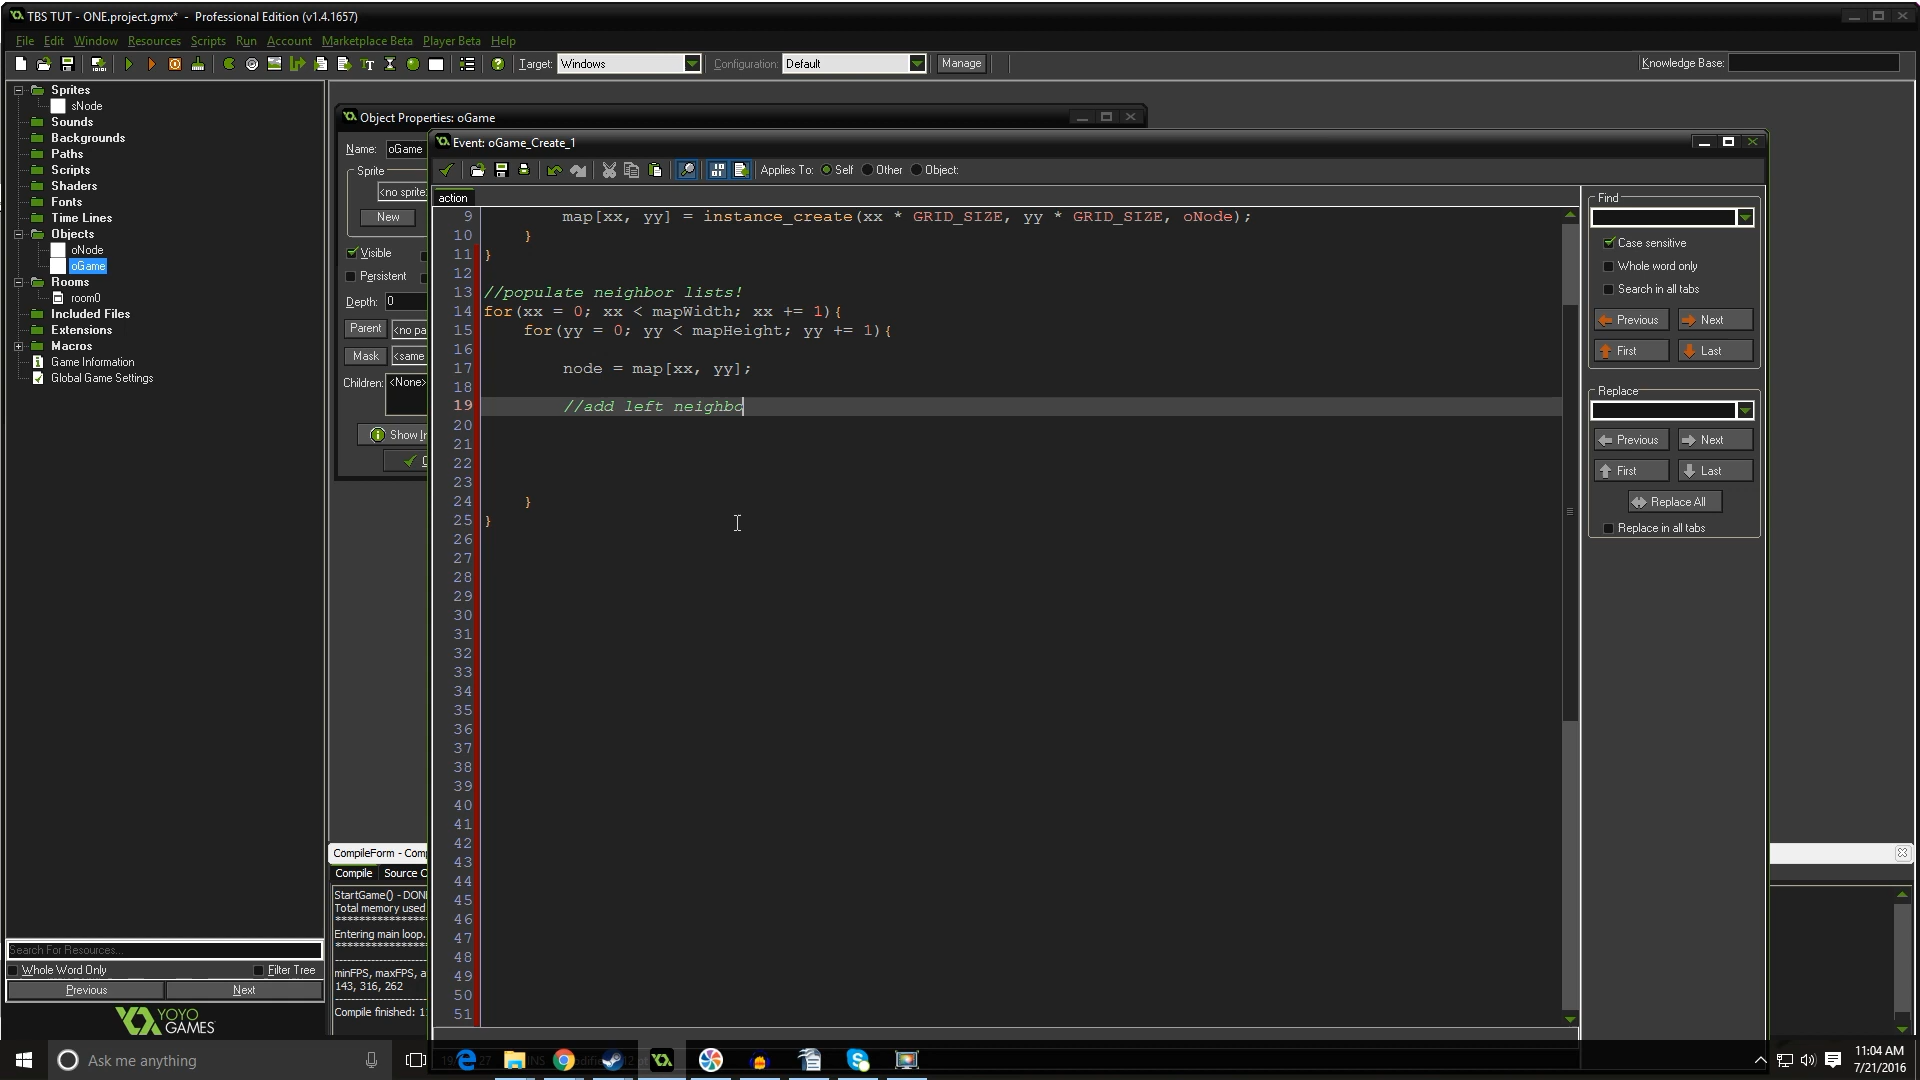 TBS TUT - ONE.project.gmx* - Professional Edition (v1.4.1657)
File Edit Window Resources Scripts Run Account Marketplace Beta Player Beta Help
Target: Windows Configuration: Default Manage Knowledge Base:
Sprites
sNode
Sounds
Backgrounds
Paths
Scripts
Shaders
Fonts
Time Lines
Objects
oNode
oGame
Rooms
room0
Included Files
Extensions
Macros
Game Information
Global Game Settings
Search For Resources...
Whole Word Only Filter Tree
Previous Next
YOYO
GAMES
Object Properties: oGame
Name: oGame
Sprite
<no sprite
New
Visible
Persistent
Depth: 0
Parent <no pa
Mask <same
Children: <None>
Show
Event: oGame_Create_1
Applies To: Self Other Object:
action
9 map[xx, yy] = instance_create(xx * GRID_SIZE, yy * GRID_SIZE, oNode);
10 }
11 }
12
13 //populate neighbor lists!
14 for(xx = 0; xx < mapWidth; xx += 1){
15 for(yy = 0; yy < mapHeight; yy += 1){
16
17 node = map[xx, yy];
18
19 //add left neighbo
20
21
22
23
24 }
25 }
26
27
28
29
30
31
32
33
34
35
36
37
38
39
40
41
42
43
44
45
46
47
48
49
50
51
Find
Case sensitive
Whole word only
Search in all tabs
Previous Next
First Last
Replace
Previous Next
First Last
Replace All
Replace in all tabs
CompileForm - Com
Compile Source C
StartGame() - DON
Total memory used
***
Entering main loop.
***
minFPS, maxFPS, a
143, 316, 262
Compile finished: 1
Ask me anything
11:04 AM
7/21/2016